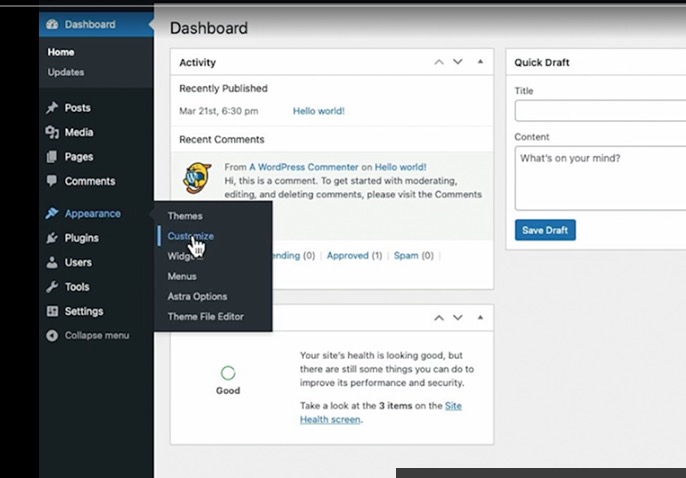 Dashboard
Home
Updates
Posts
Media
Pages
Comments
Appearance
Plugins
Users
Tools
Settings
Collapse menu
Themes
Customize
Menus
Astra Options
Theme File Editor
Dashboard
Activity
Recently Published
Mar 21st, 6:30 pm Hello world!
Recent Comments
From A WordPress Commenter on Hello world!
Hi, this is a comment. To get started with moderating,
editing, and deleting comments, please visit the Comments
(0) | Approved (1) | Spam (0) |
Good
Your site's health is looking good, but
there are still some things you can do to
improve its performance and security.
Take a look at the 3 items on the Site
Health screen.
Quick Draft
Title
Content
What's on your mind?
Save Draft